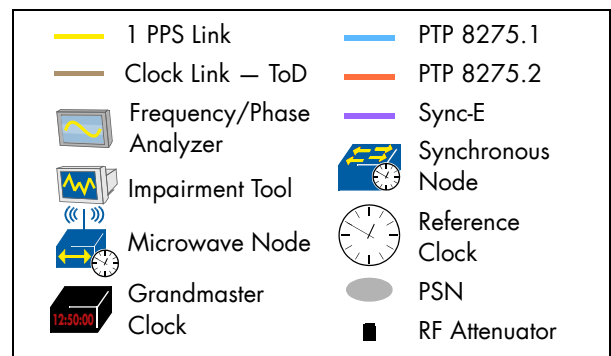 1 PPS Link
Clock Link — ToD
Frequency/Phase
Analyzer
Impairment Tool
Microwave Node
12:50:00
Grandmaster
Clock
PTP 8275.1
PTP 8275.2
Sync-E
Synchronous
Node
Reference
Clock
PSN
RF Attenuator